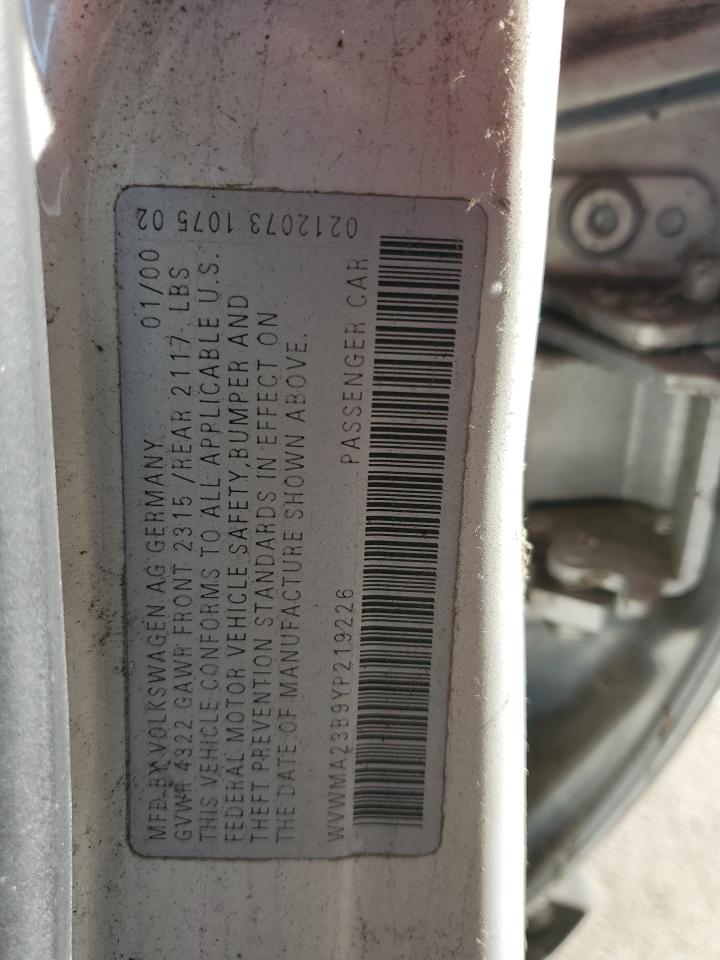 MFD BY VOLKSWAGEN AG GERMANY 01/00
GVWR 4322 GAWR FRONT 2315 /REAR 2117 LBS
THIS VEHICLE CONFORMS TO ALL APPLICABLE U.S.
FEDERAL MOTOR VEHICLE SAFETY,BUMPER AND
THEFT PREVENTION STANDARDS IN EFFECT ON
THE DATE OF MANUFACTURE SHOWN ABOVE.
WVWMA23B9YP219226 PASSENGER CAR
0212073 1075 02